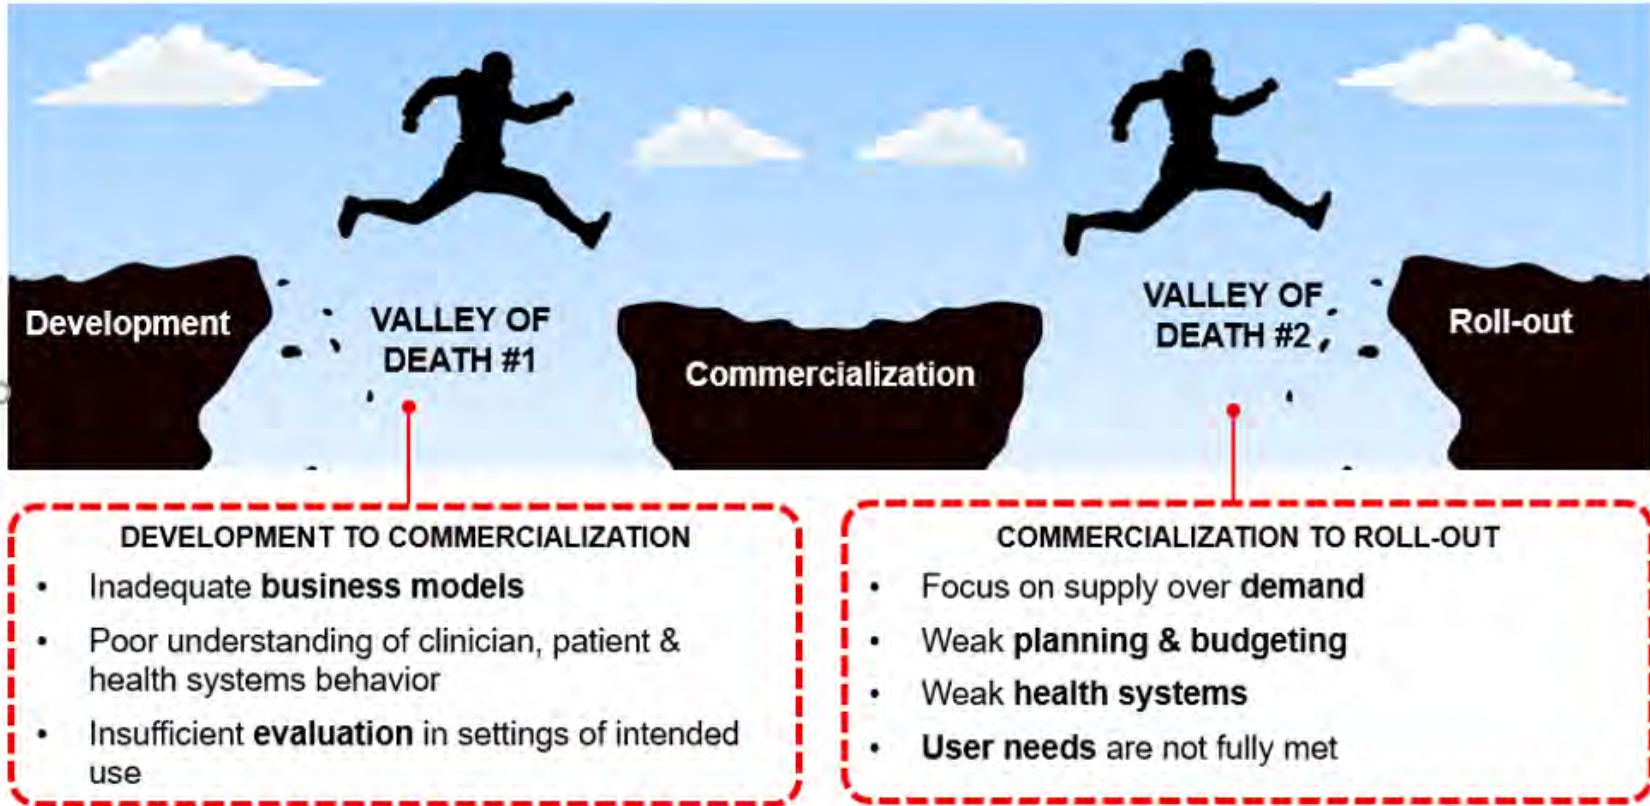 Development
VALLEY OF
DEATH #1
Commercialization
VALLEY OF
DEATH #2
Roll-out
DEVELOPMENT TO COMMERCIALIZATION
• Inadequate business models
• Poor understanding of clinician, patient &
health systems behavior
• Insufficient evaluation in settings of intended
use
COMMERCIALIZATION TO ROLL-OUT
• Focus on supply over demand
• Weak planning & budgeting
• Weak health systems
• User needs are not fully met